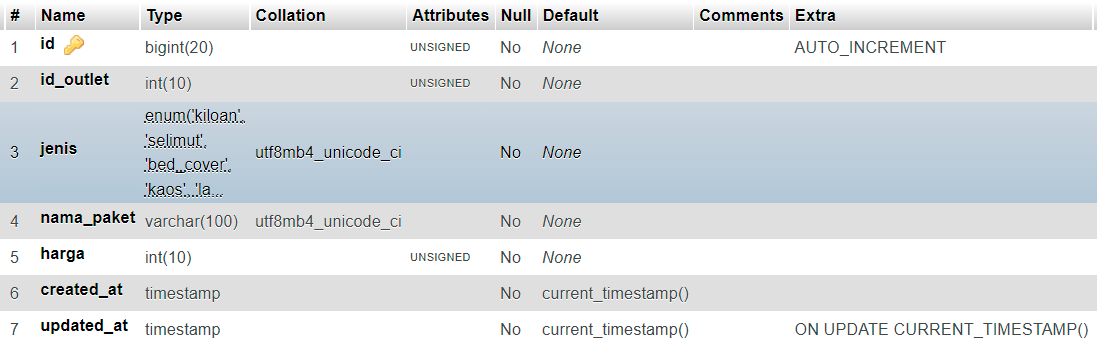 # Name Type Collation Attributes Null Default Comments Extra
1 id bigint(20) UNSIGNED No None AUTO_INCREMENT
2 id_outlet int(10) UNSIGNED No None
3 jenis enum('kiloan', 'selimut', 'bed_cover', 'kaos', 'la... utf8mb4_unicode_ci No None
4 nama_paket varchar(100) utf8mb4_unicode_ci No None
5 harga int(10) UNSIGNED No None
6 created_at timestamp No current_timestamp()
7 updated_at timestamp No current_timestamp() ON UPDATE CURRENT_TIMESTAMP()